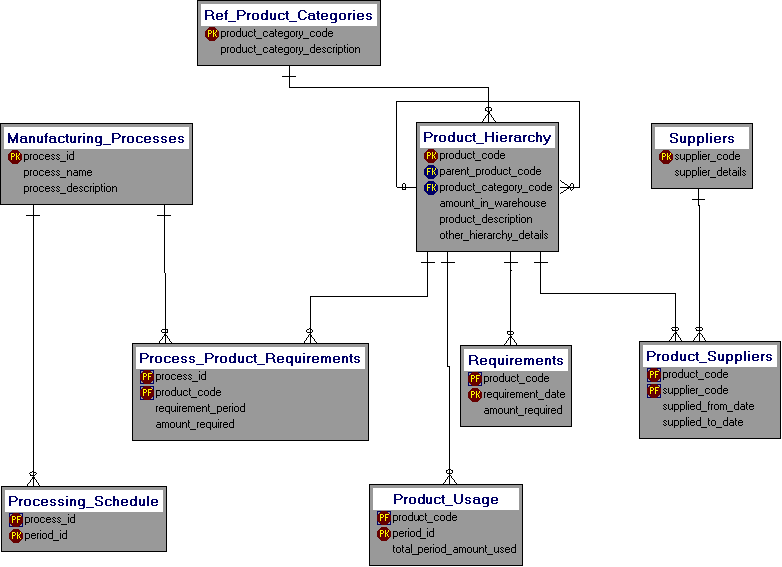 Ref_Product_Categories
PK product_category_code
product_category_description
Manufacturing_Processes
PK process_id
process_name
process_description
Product_Hierarchy
PK product_code
FK parent_product_code
FK product_category_code
amount_in_warehouse
product_description
other_hierarchy_details
Suppliers
PK supplier_code
supplier_details
Process_Product_Requirements
PF process_id
PF product_code
requirement_period
amount_required
Requirements
PF product_code
PK requirement_date
amount_required
Product_Suppliers
PF product_code
PF supplier_code
supplied_from_date
supplied_to_date
Processing_Schedule
PF process_id
PK period_id
Product_Usage
PF product_code
PK period_id
total_period_amount_used